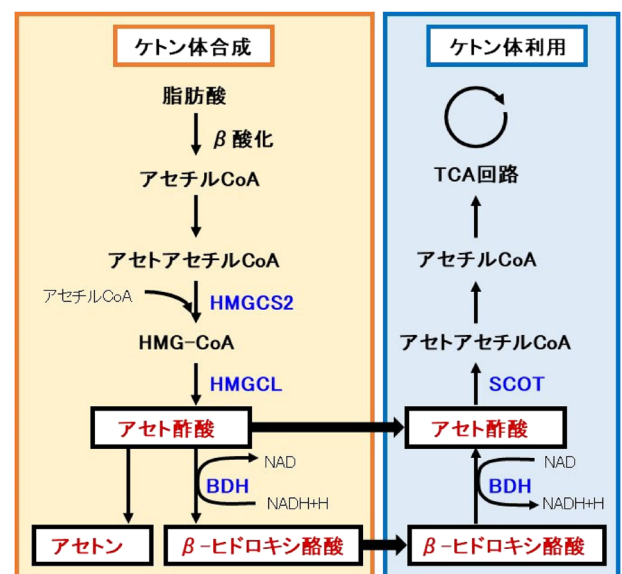 ケトン体合成
脂肪酸
β酸化
アセチルCoA
アセトアセチルCoA
アセチルCoA
HMGCS2
HMG-CoA
HMGCL
アセト酢酸
NAD
BDH
NADH+H
アセトン
β-ヒドロキシ酪酸
ケトン体利用
TCA回路
アセチルCoA
アセトアセチルCoA
SCOT
アセト酢酸
NAD
BDH
NADH+H
β-ヒドロキシ酪酸